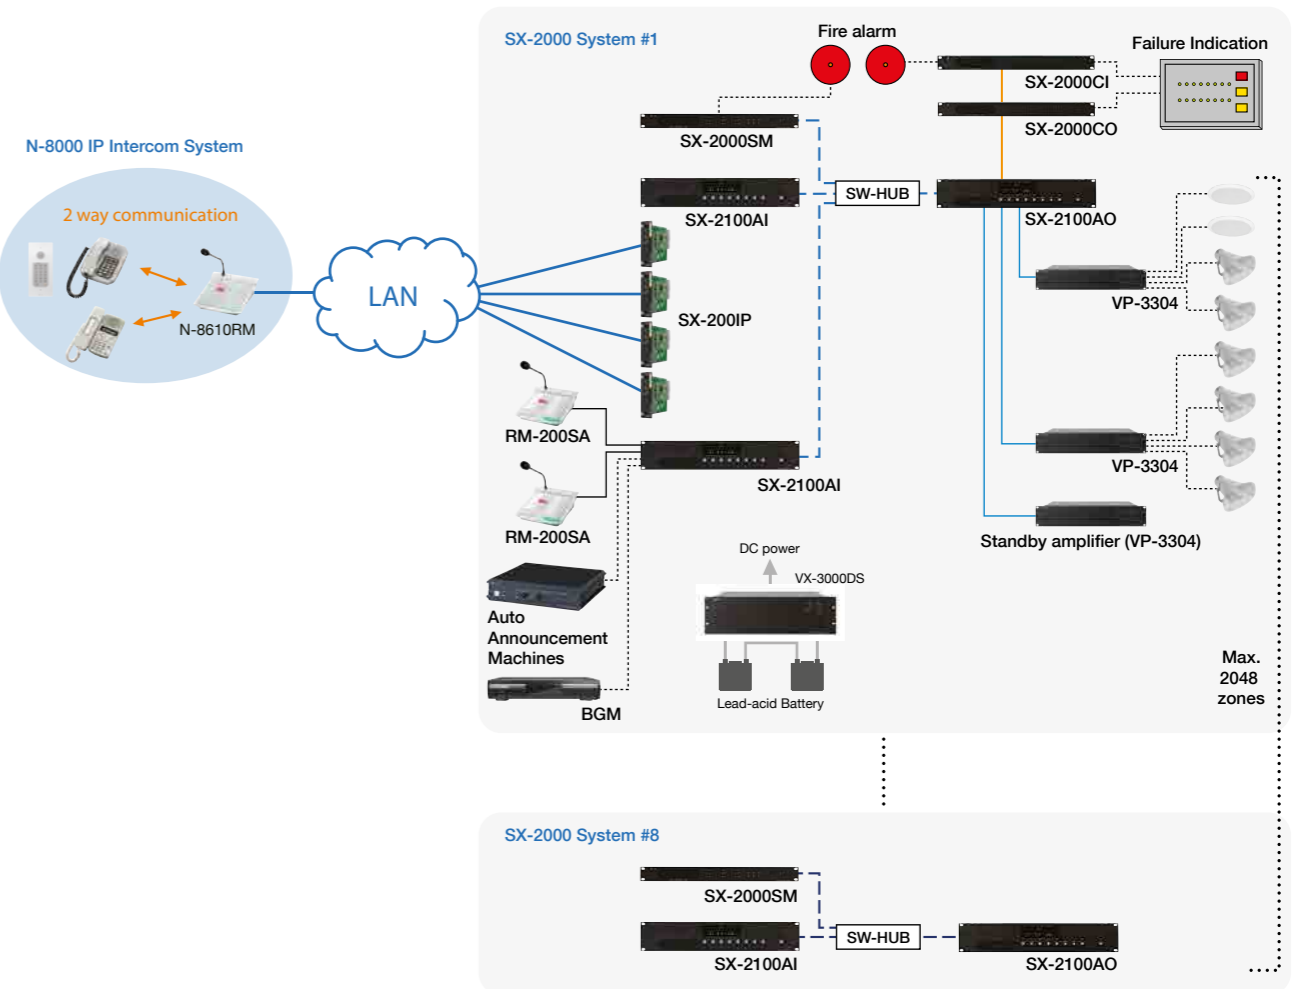 SX-2000 System #1
Fire alarm
Failure Indication
SX-2000CI
SX-2000SM
SX-2000CO
N-8000 IP Intercom System
2 way communication
SX-2100AI
SW-HUB
SX-2100AO
LAN
N-8610RM
SX-200IP
VP-3304
RM-200SA
VP-3304
SX-2100AI
RM-200SA
Standby amplifier (VP-3304)
DC power
VX-3000DS
Auto
Announcement
Machines
Lead-acid Battery
BGM
Max.
2048
zones
SX-2000 System #8
SX-2000SM
SW-HUB
SX-2100AI
SX-2100AO